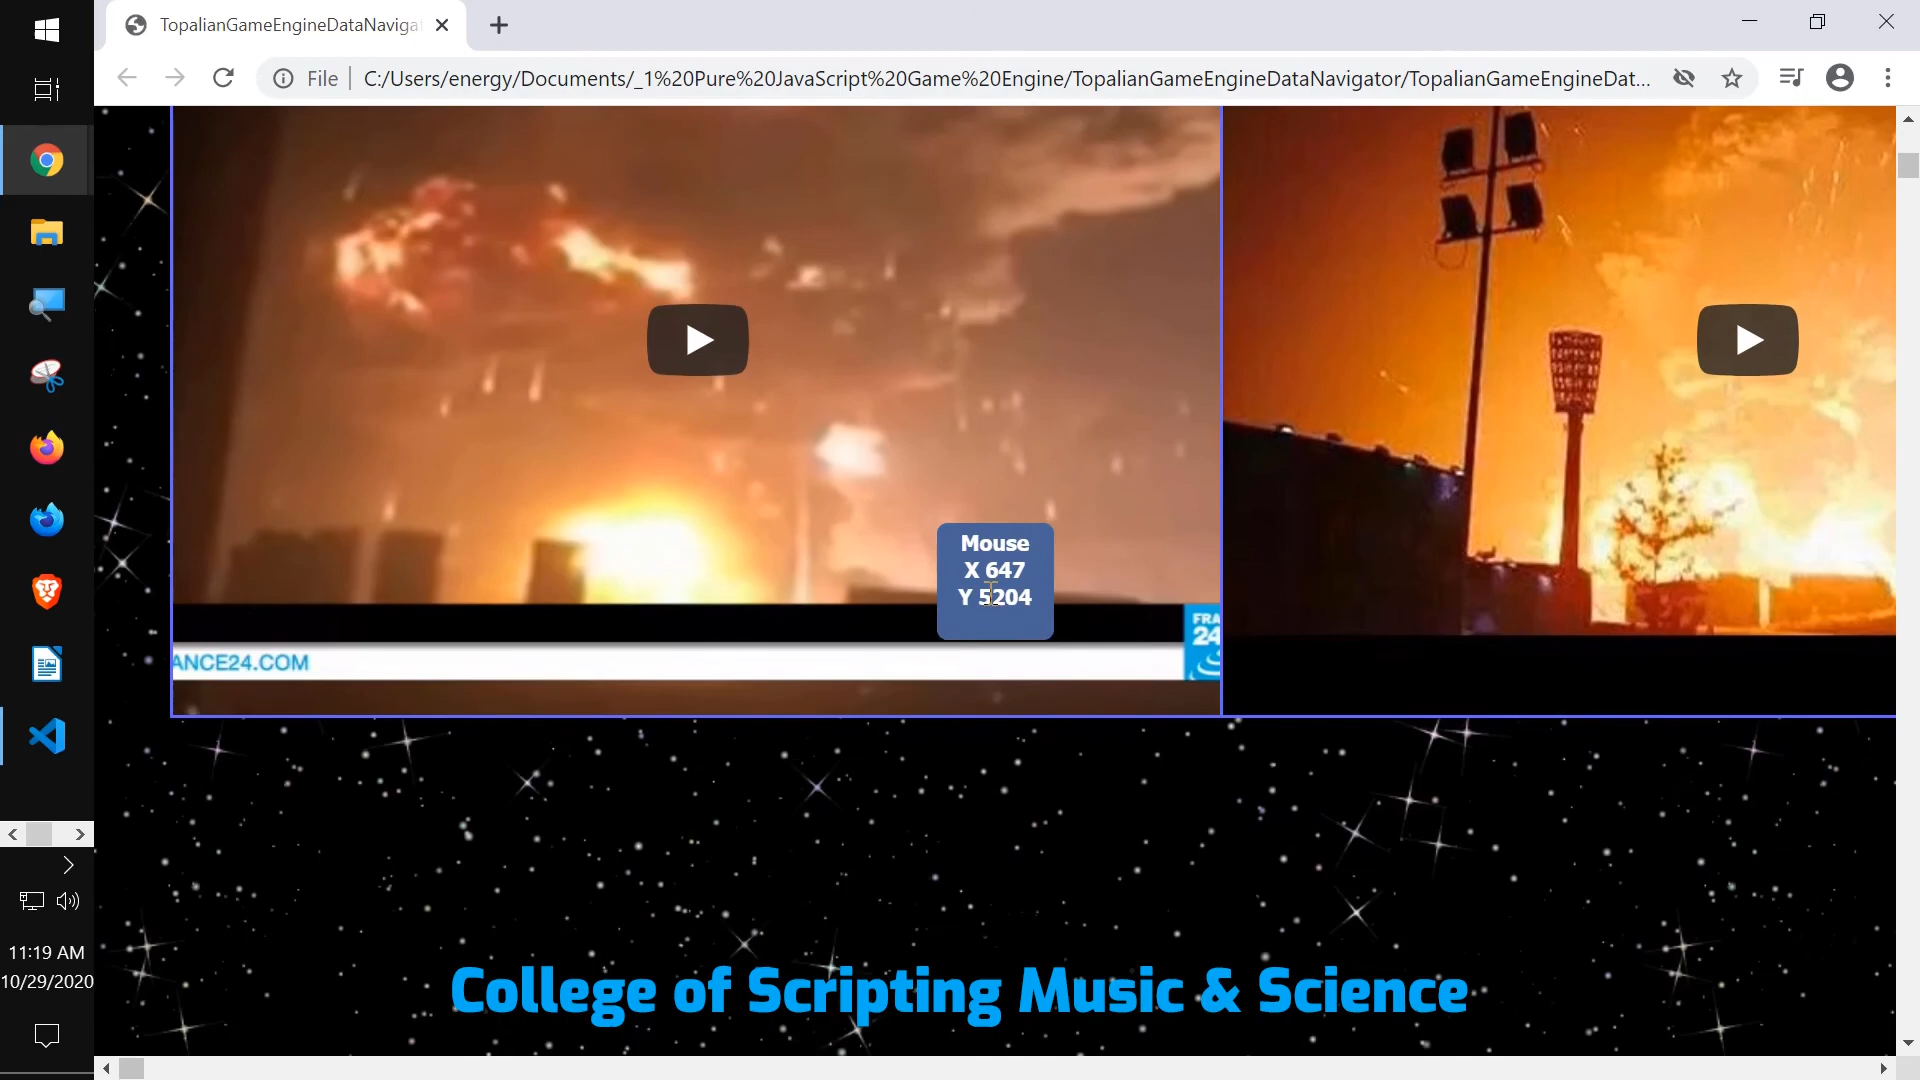 TopalianGameEngineDataNaviga
File
C:/Users/energy/Documents/_1%20Pure%20JavaScript%20Game%20Engine/TopalianGameEngineDataNavigator/TopalianGameEngineDat...
Mouse
X 647
Y 5204
FRA
24
ANCE24.COM
11:19 AM
10/29/2020
College of Scripting Music & Science